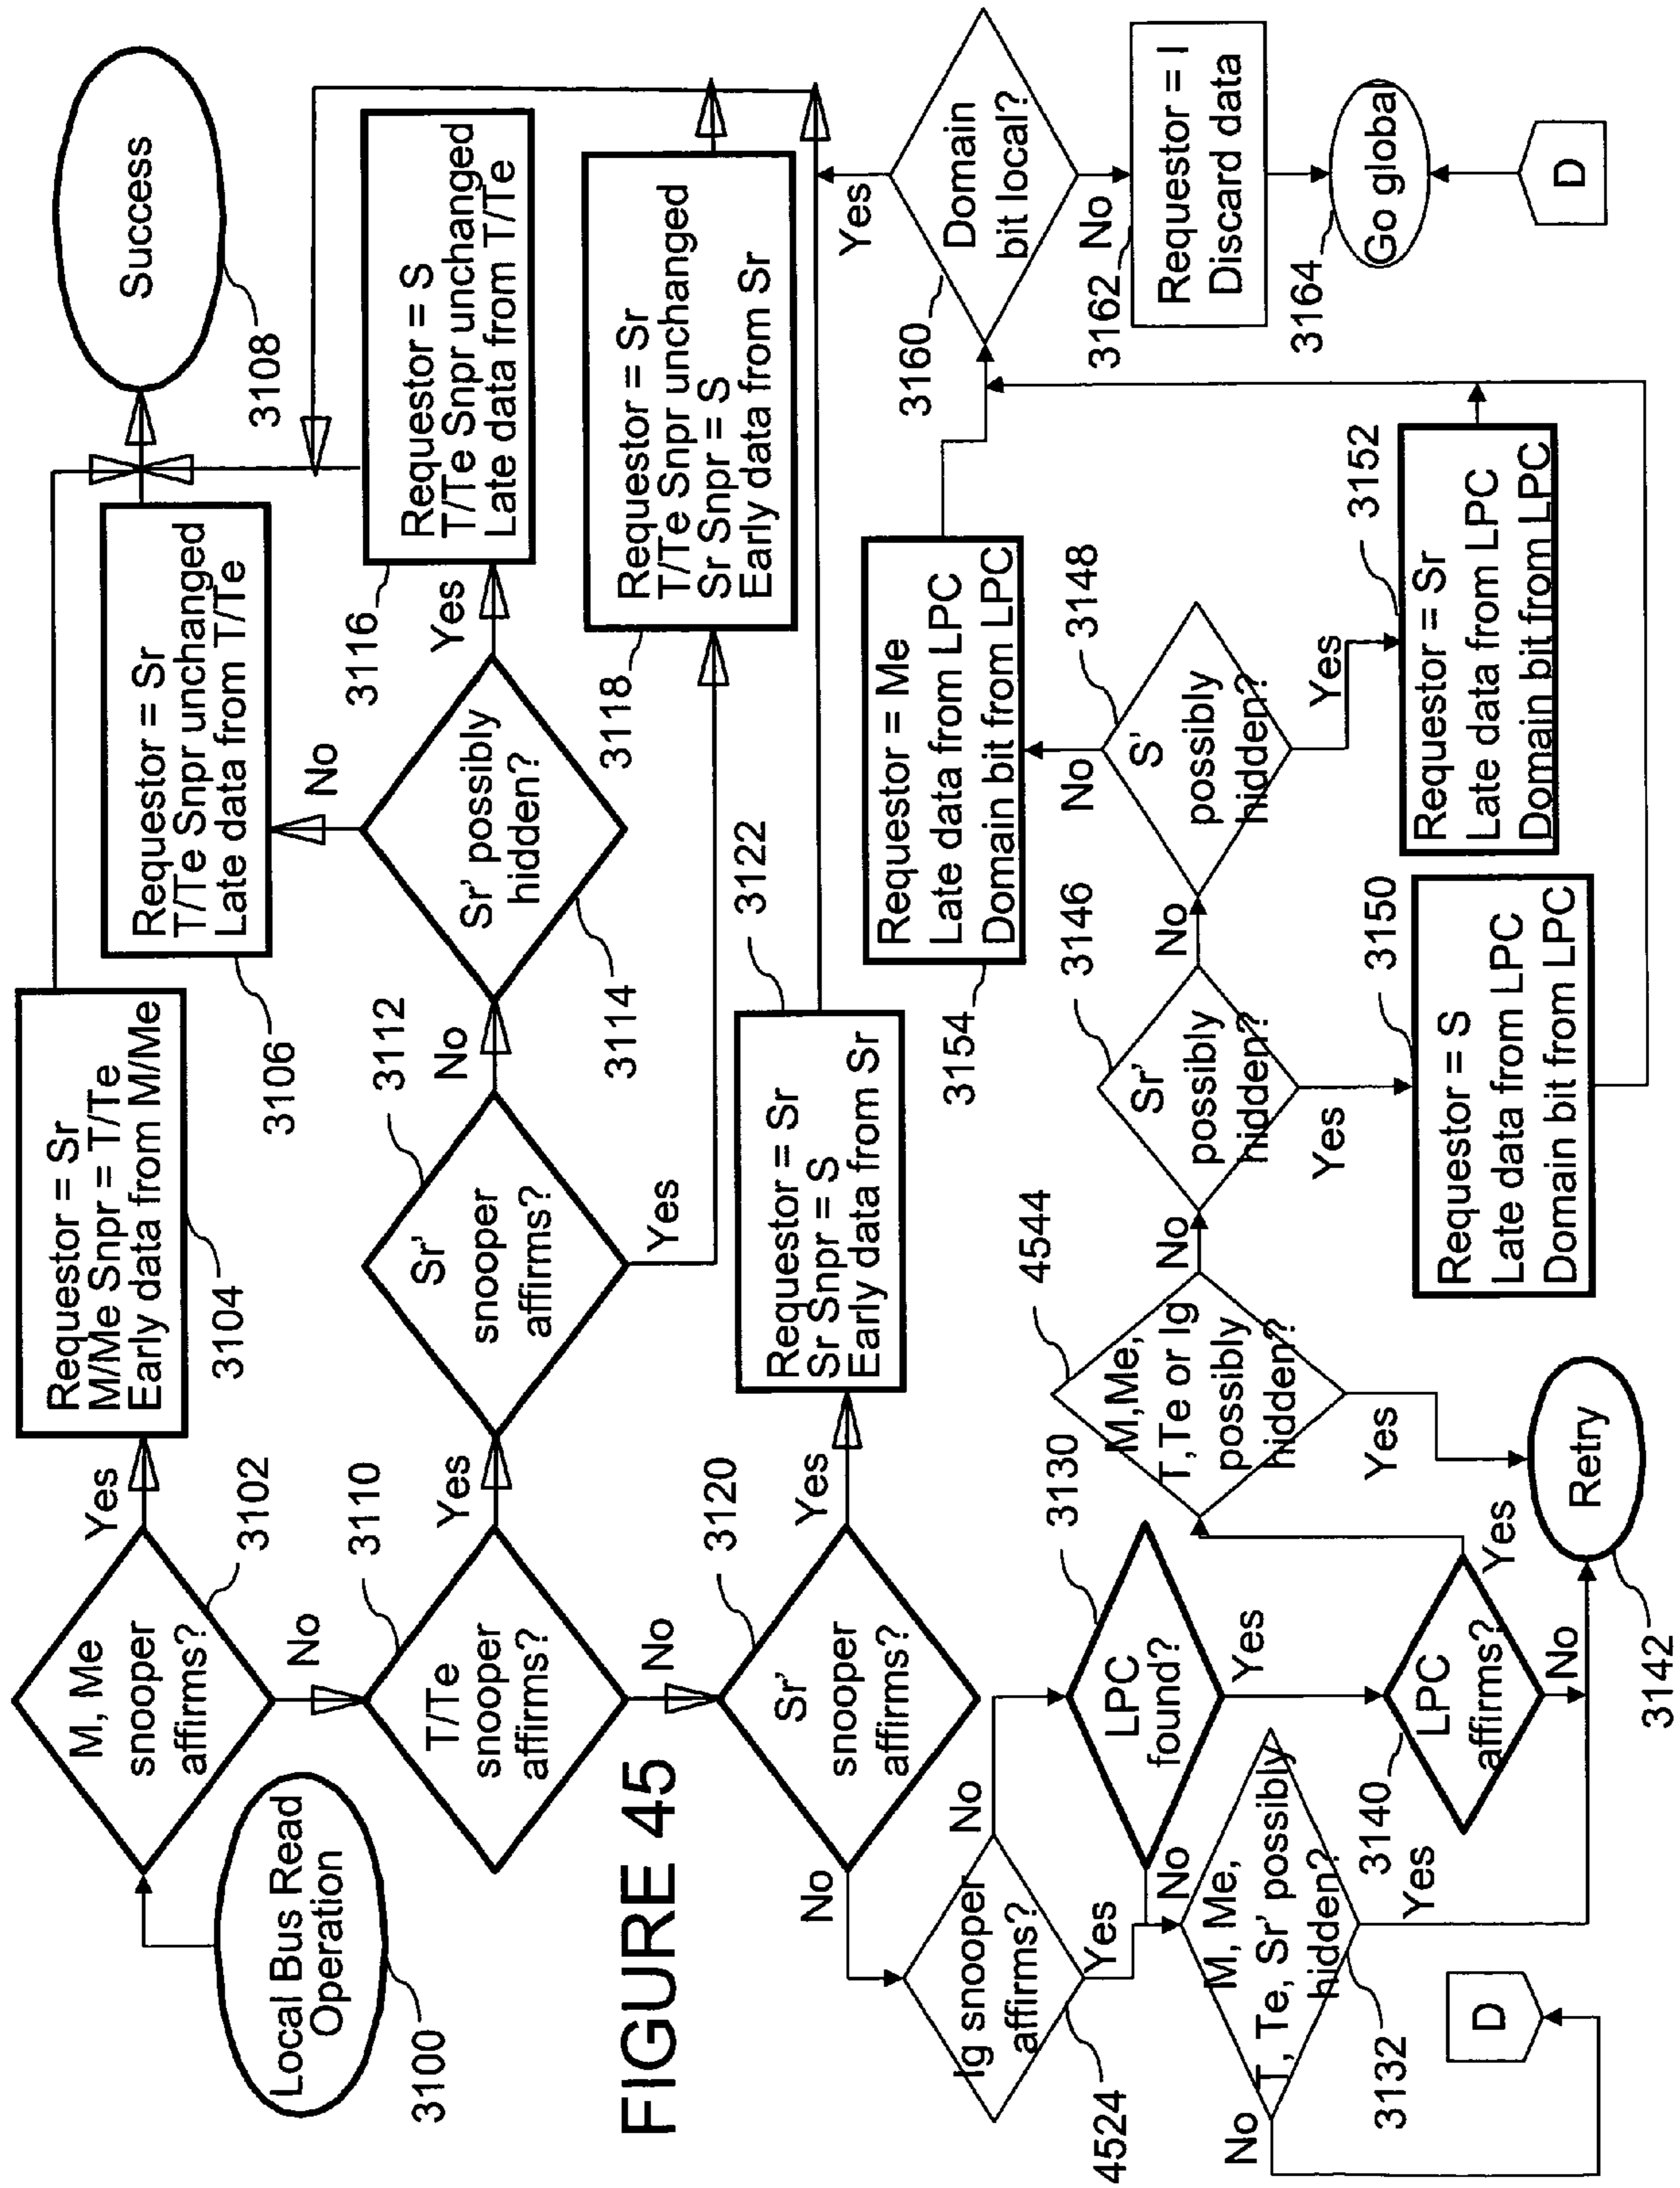 FIGURE 45
Local Bus Read
Operation
3100
M, Me
snooper
affirms?
3102
Yes
No
Requestor = Sr
M/Me Snpr = T/Te
Early data from M/Me
3104
Requestor = Sr
T/Te Snpr unchanged
Late data from T/Te
3106
Success
3108
T/Te
snooper
affirms?
3110
Yes
No
Sr'
snooper
affirms?
3112
No
Yes
Sr' possibly
hidden?
3114
No
Yes
Requestor = S
T/Te Snpr unchanged
Late data from T/Te
3116
Requestor = Sr
T/Te Snpr unchanged
Sr Snpr = S
Early data from Sr
3118
Sr'
snooper
affirms?
3120
Yes
No
Requestor = Sr
Sr Snpr = S
Early data from Sr
3122
Ig snooper
affirms?
4524
No
Yes
LPC
found?
3130
No
Yes
M, Me,
T, Te, Sr' possibly
hidden?
3132
No
Yes
D
LPC
affirms?
3140
Yes
No
Retry
3142
M,Me,
T,Te or Ig
possibly
hidden?
4544
No
Yes
Sr'
possibly
hidden?
3146
No
Yes
S'
possibly
hidden?
3148
No
Yes
Requestor = S
Late data from LPC
Domain bit from LPC
3150
Requestor = Sr
Late data from LPC
Domain bit from LPC
3152
Requestor = Me
Late data from LPC
Domain bit from LPC
3154
Domain
bit local?
3160
Yes
No
Requestor = I
Discard data
3162
Go global
3164
D